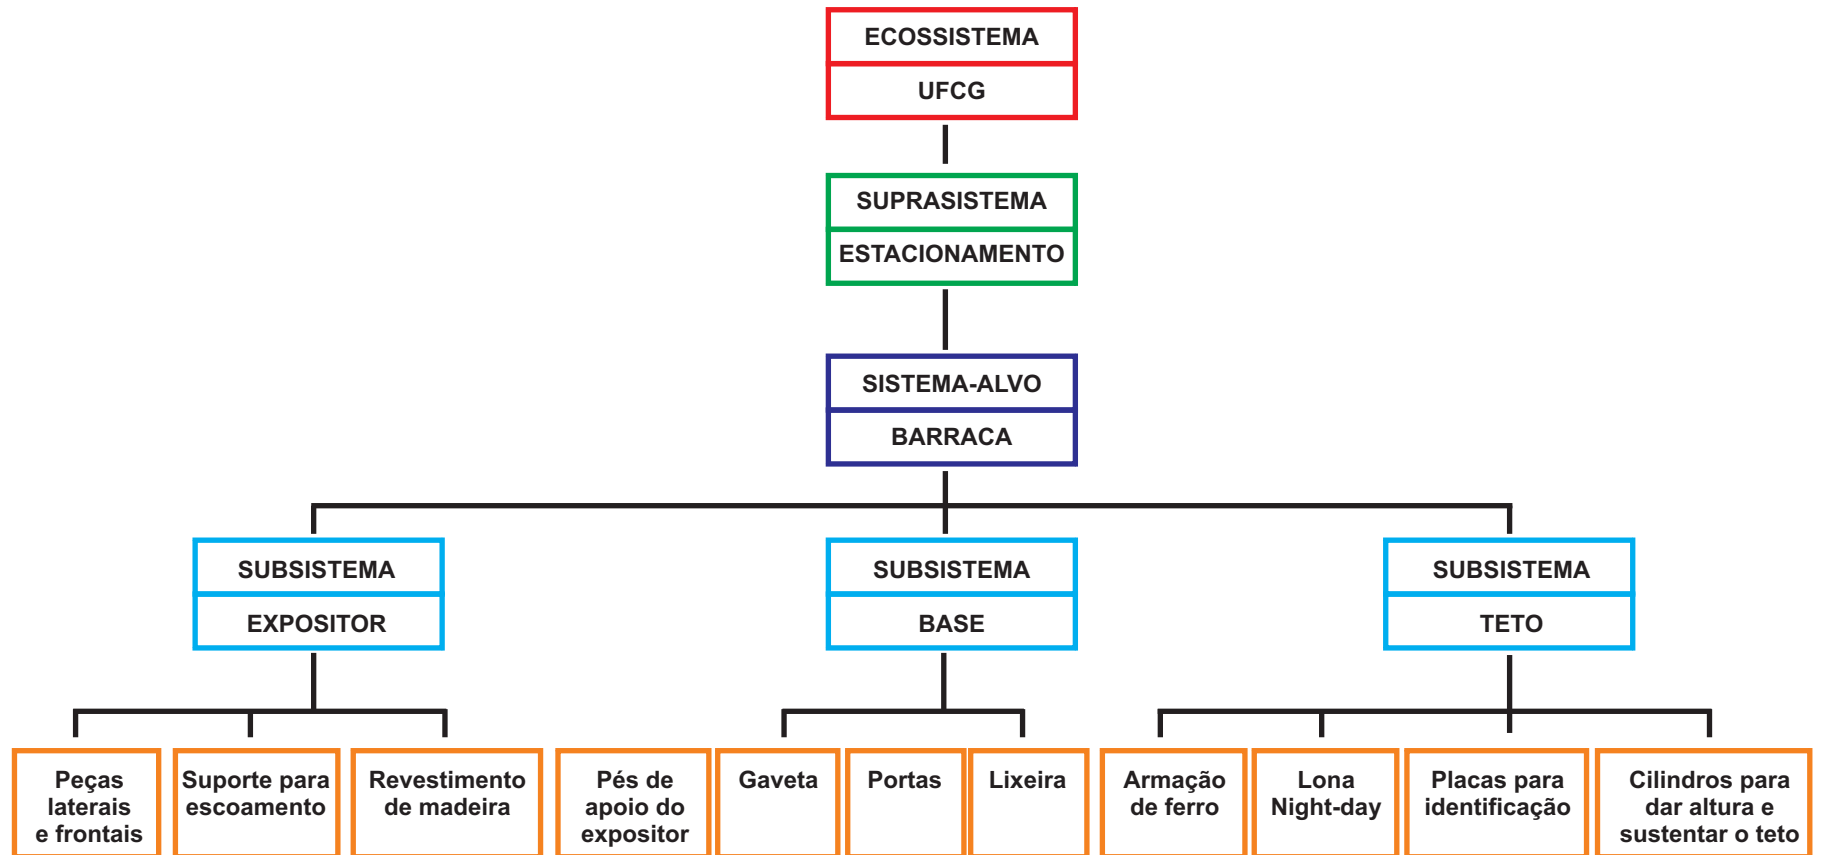 ECOSSISTEMA
UFCG
SUPRASISTEMA
ESTACIONAMENTO
SISTEMA-ALVO
BARRACA
SUBSISTEMA
EXPOSITOR
SUBSISTEMA
BASE
SUBSISTEMA
TETO
Peças
laterais
e frontais
Suporte para
escoamento
Revestimento
de madeira
Pés de
apoio do
expositor
Gaveta
Portas
Lixeira
Armação
de ferro
Lona
Night-day
Placas para
identificação
Cilindros para
dar altura e
sustentar o teto